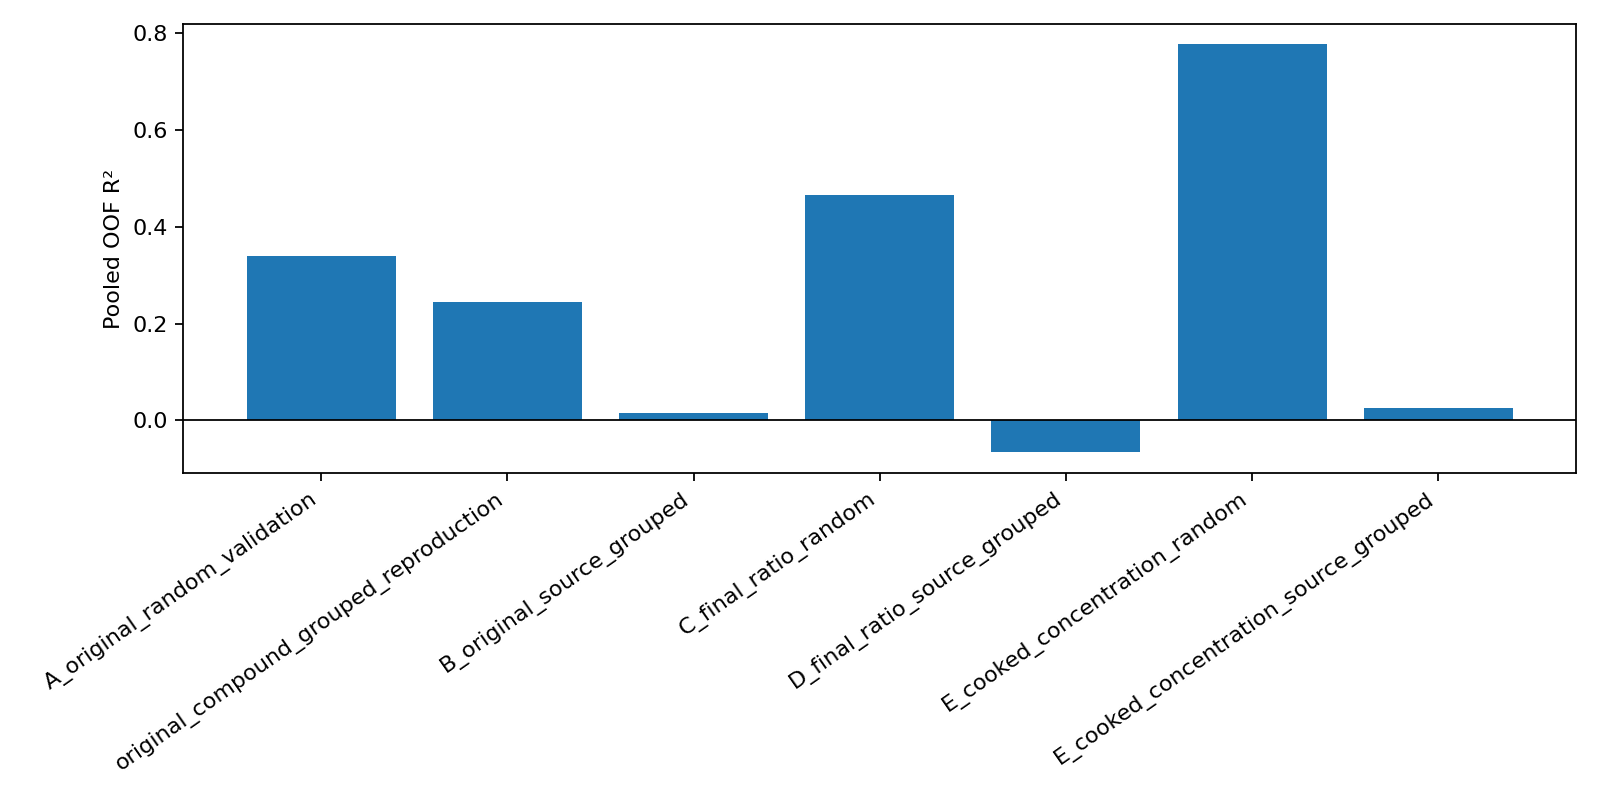 Pooled OOF R²
0.8
0.6
0.4
0.2
0.0
A_original_random_validation
original_compound_grouped_reproduction
B_original_source_grouped
C_final_ratio_random
D_final_ratio_source_grouped
E_cooked_concentration_random
E_cooked_concentration_source_grouped